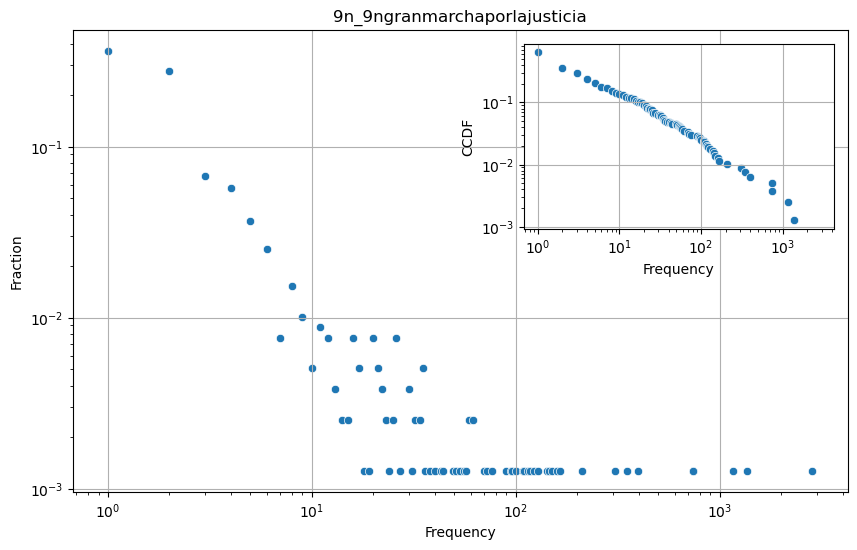 9n_9ngranmarchaporlajusticia
Fraction
10⁻¹
10⁻²
10⁻³
10⁰
10¹
10²
10³
Frequency
CCDF
10⁻¹
10⁻²
10⁻³
10⁰
10¹
10²
10³
Frequency